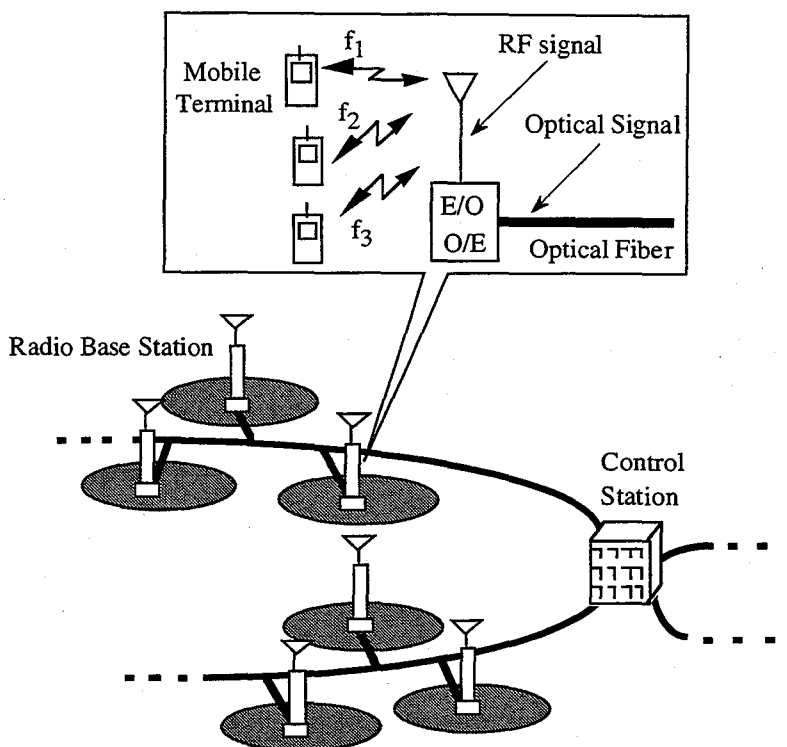 f1
RF signal
Mobile
Terminal
f2
Optical Signal
E/O
f3
O/E
Optical Fiber
Radio Base Station
Control
Station